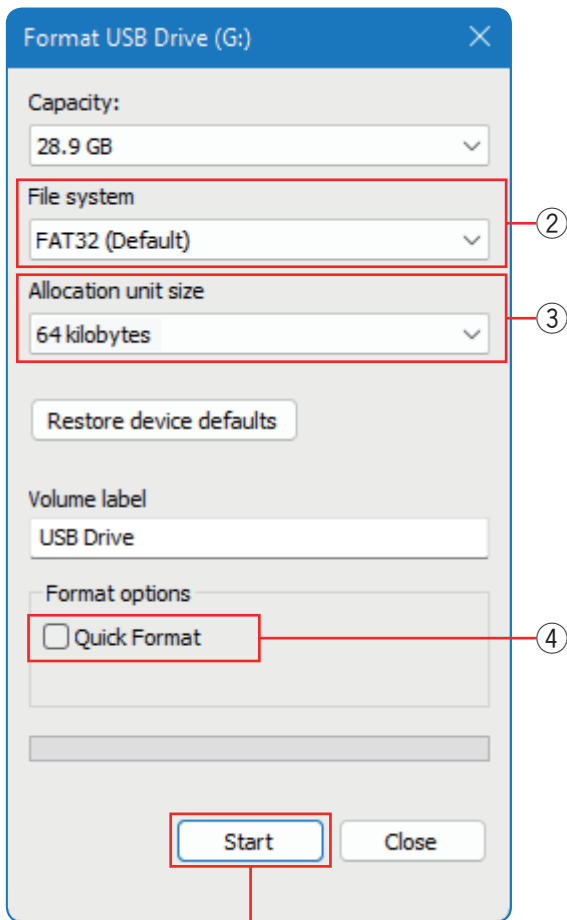 Format USB Drive (G:)
Capacity:
28.9 GB
File system
FAT32 (Default)
②
Allocation unit size
64 kilobytes
③
Restore device defaults
Volume label
USB Drive
Format options
Quick Format
④
Start Close